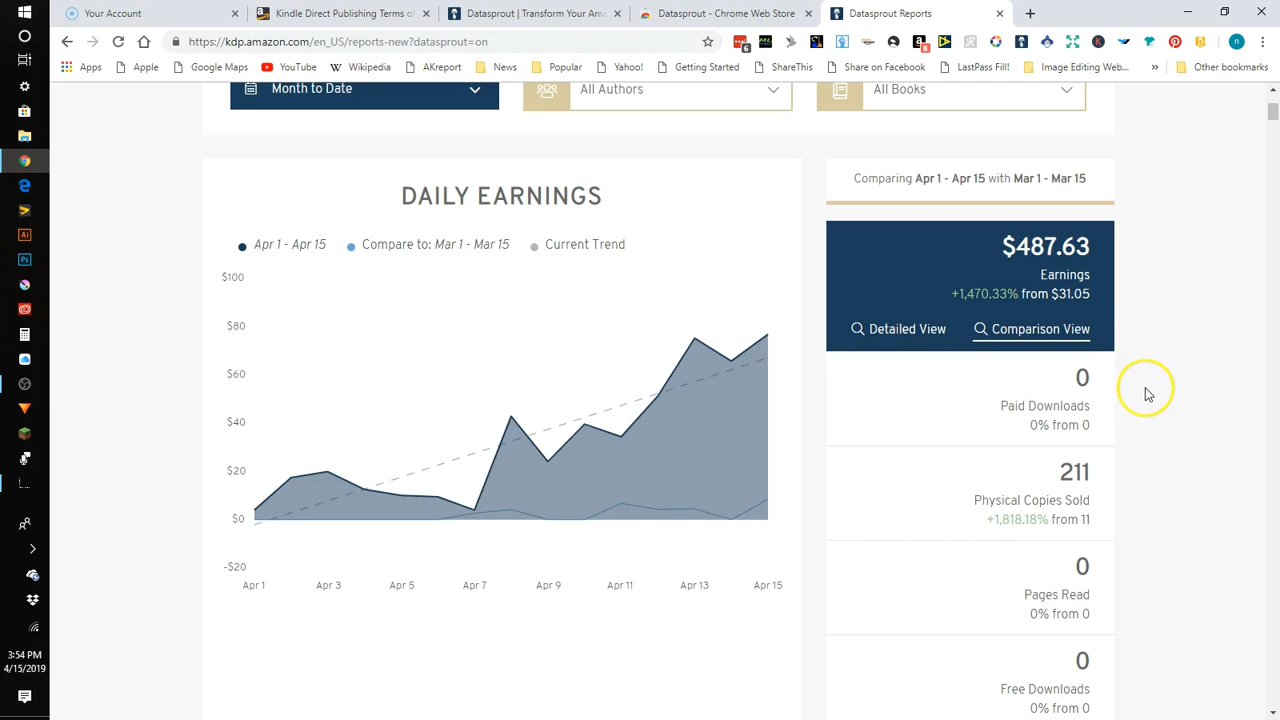 Your Account
Kindle Direct Publishing Terms of
Datasprout | Transform Your Ama
Datasprout - Chrome Web Store
Datasprout Reports
https://kdp.amazon.com/en_US/reports-new?datasprout=on
Apps
Apple
Google Maps
YouTube
Wikipedia
AKreport
News
Popular
Yahoo!
Getting Started
ShareThis
Share on Facebook
LastPass Fill!
Image Editing Web...
Other bookmarks
Month to Date
All Authors
All Books
DAILY EARNINGS
Apr 1 - Apr 15
Compare to: Mar 1 - Mar 15
Current Trend
$100
$80
$60
$40
$20
$0
-$20
Apr 1
Apr 3
Apr 5
Apr 7
Apr 9
Apr 11
Apr 13
Apr 15
Comparing Apr 1 - Apr 15 with Mar 1 - Mar 15
$487.63
Earnings
+1,470.33% from $31.05
Detailed View
Comparison View
0
Paid Downloads
0% from 0
211
Physical Copies Sold
+1,818.18% from 11
0
Pages Read
0% from 0
0
Free Downloads
0% from 0
3:54 PM
4/15/2019